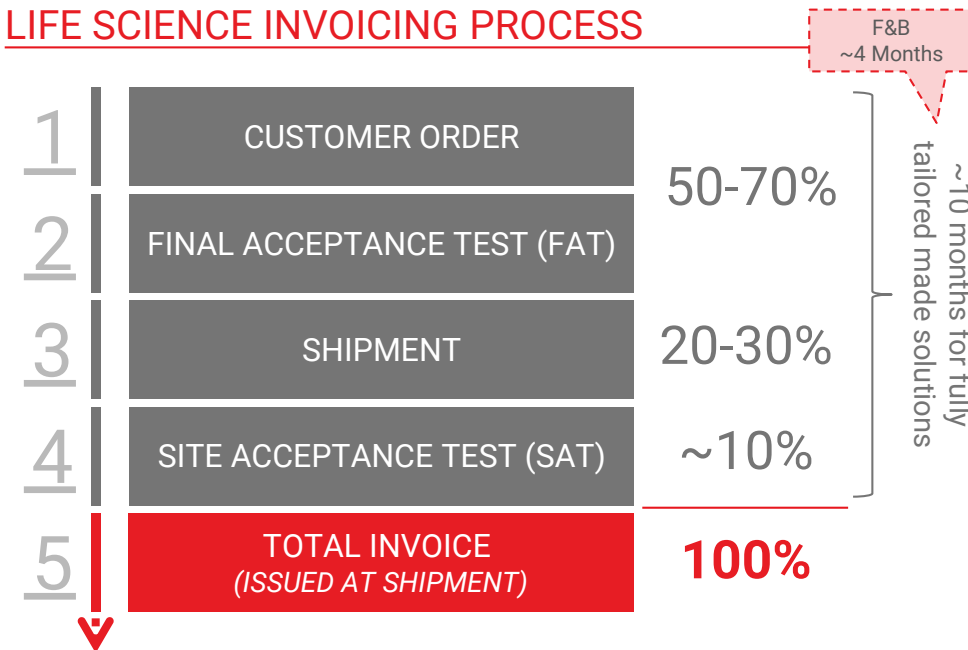 LIFE SCIENCE INVOICING PROCESS
F&B
~4 Months
1
CUSTOMER ORDER
50-70%
2
FINAL ACCEPTANCE TEST (FAT)
3
SHIPMENT
20-30%
4
SITE ACCEPTANCE TEST (SAT)
~10%
5
TOTAL INVOICE
(ISSUED AT SHIPMENT)
100%
~10 months for fully
tailored made solutions